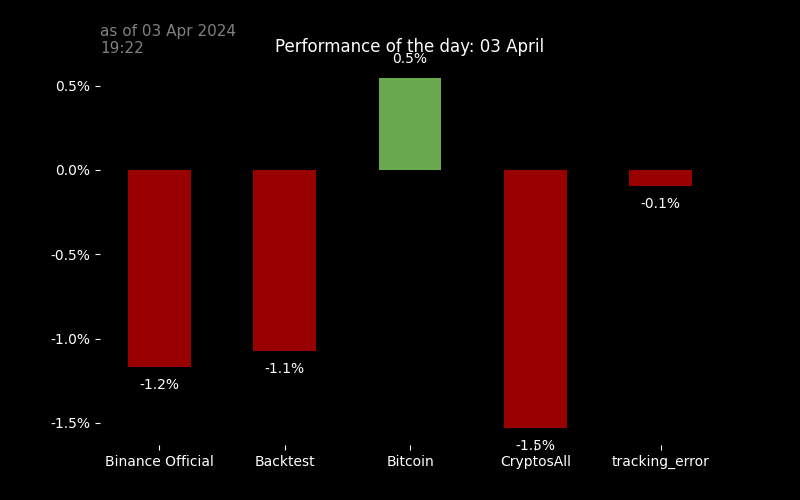 as of 03 Apr 2024
19:22
Performance of the day: 03 April
0.5%
0.5%
0.0%
-0.1%
-0.5%
-1.0%
-1.2%
-1.1%
-1.5%
-1.5%
Binance Official
Backtest
Bitcoin
CryptosAll
tracking_error